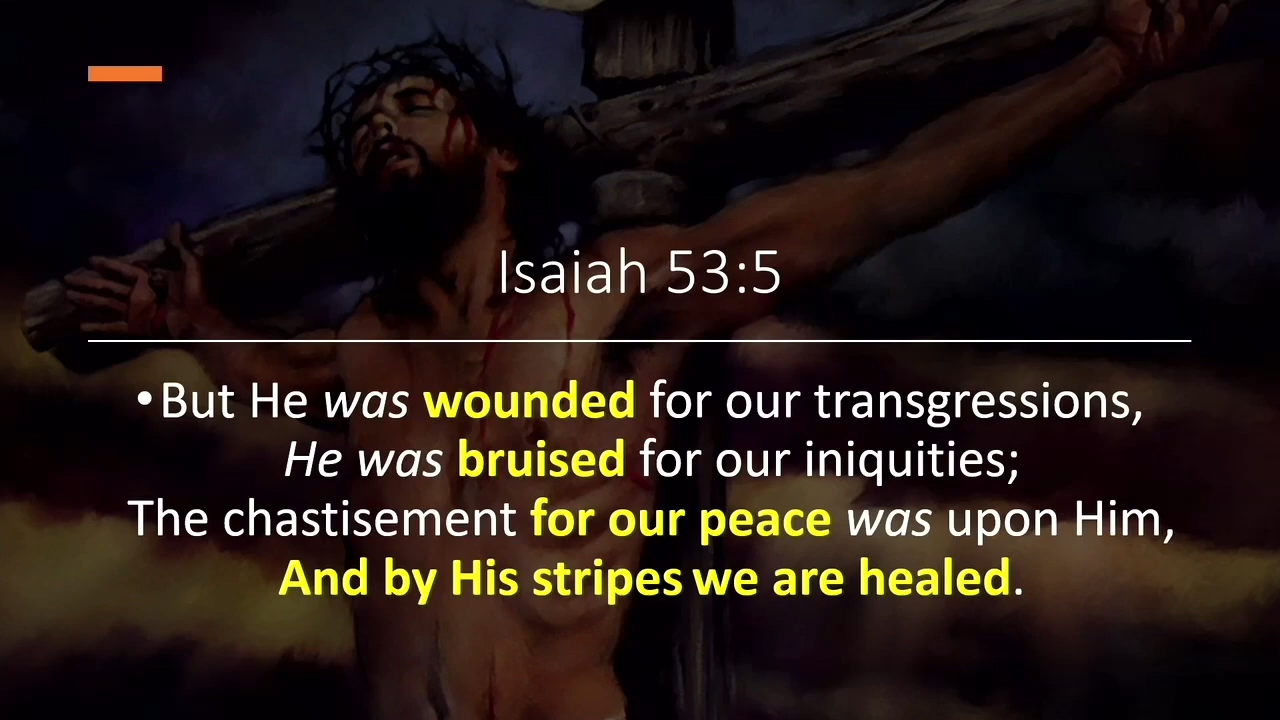 Isaiah 53:5
•But He was wounded for our transgressions,
He was bruised for our iniquities;
The chastisement for our peace was upon Him,
And by His stripes we are healed.